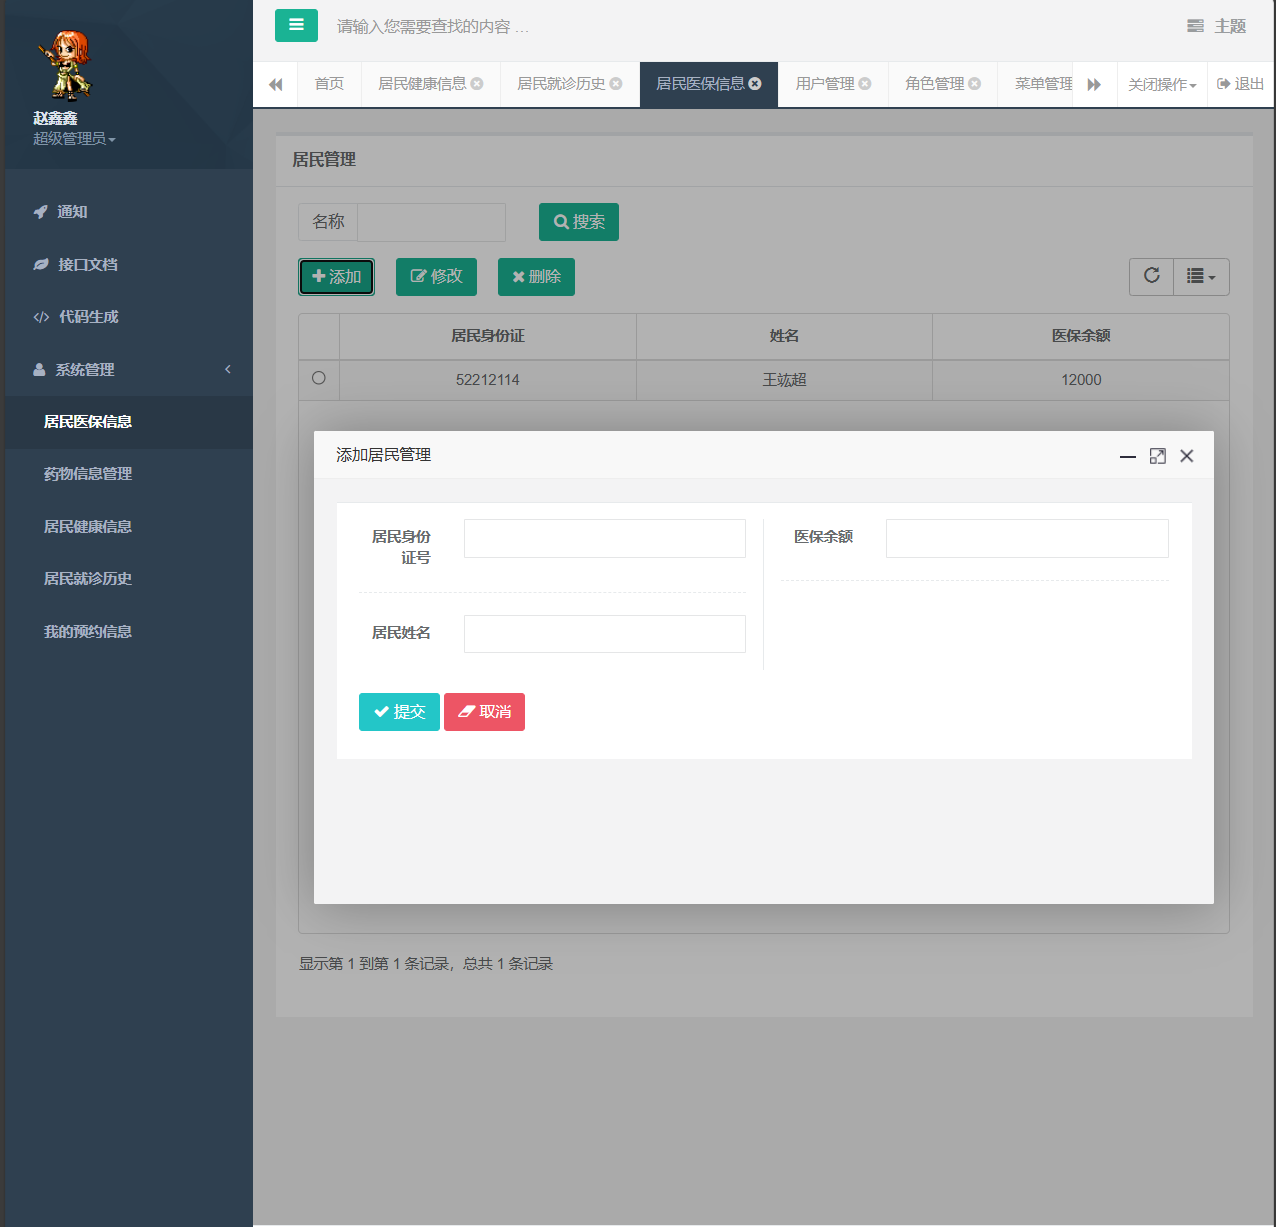 请输入您需要查找的内容 …
主题
赵鑫鑫
超级管理员
首页
居民健康信息
居民就诊历史
居民医保信息
用户管理
角色管理
菜单管理
关闭操作
退出
通知
接口文档
代码生成
系统管理
居民医保信息
药物信息管理
居民健康信息
居民就诊历史
我的预约信息
居民管理
名称
搜索
添加
修改
删除
居民身份证 姓名 医保余额
52212114 王竑超 12000
添加居民管理
居民身份
证号
医保余额
居民姓名
提交
取消
显示第 1 到第 1 条记录，总共 1 条记录